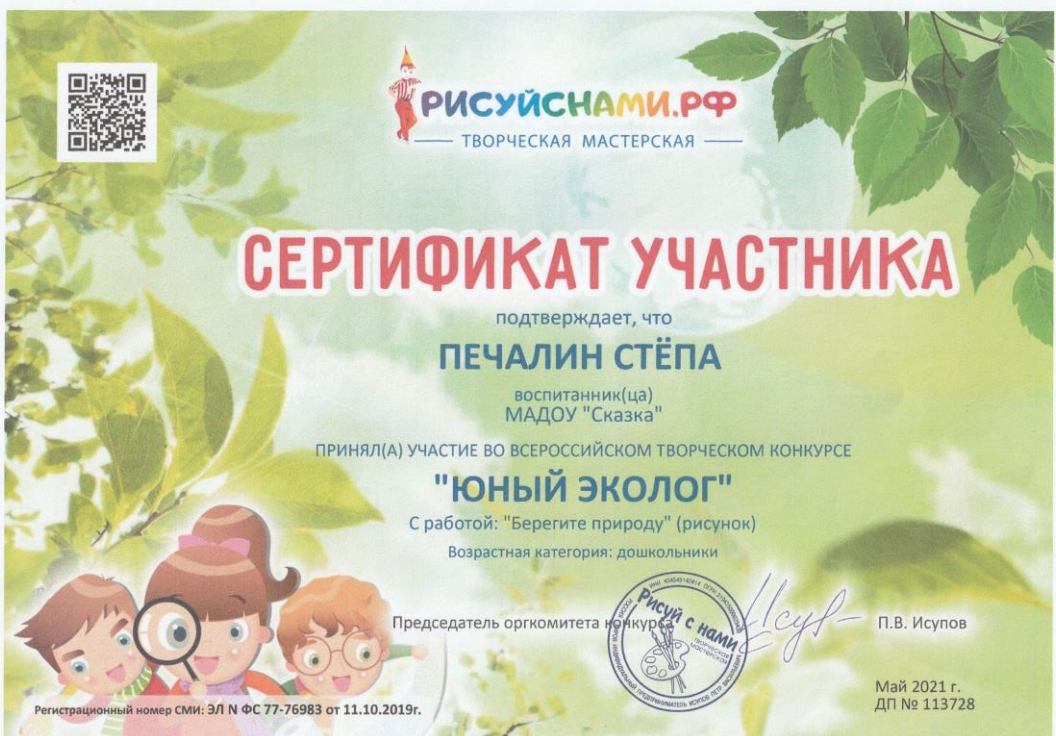 РИСУЙСНАМИ.РФ
ТВОРЧЕСКАЯ МАСТЕРСКАЯ
СЕРТИФИКАТ УЧАСТНИКА
подтверждает, что
ПЕЧАЛИН СТЁПА
воспитанник(ца)
МАДОУ "Сказка"
ПРИНЯЛ(А) УЧАСТИЕ ВО ВСЕРОССИЙСКОМ ТВОРЧЕСКОМ КОНКУРСЕ
"ЮНЫЙ ЭКОЛОГ"
С работой: "Берегите природу" (рисунок)
Возрастная категория: дошкольники
Председатель оргкомитета конкурса
Рисуй с нами
ТВОРЧЕСКАЯ
МАСТЕРСКАЯ
П.В. Исупов
Май 2021 г.
ДП № 113728
Регистрационный номер СМИ: ЭЛ N ФС 77-76983 от 11.10.2019г.